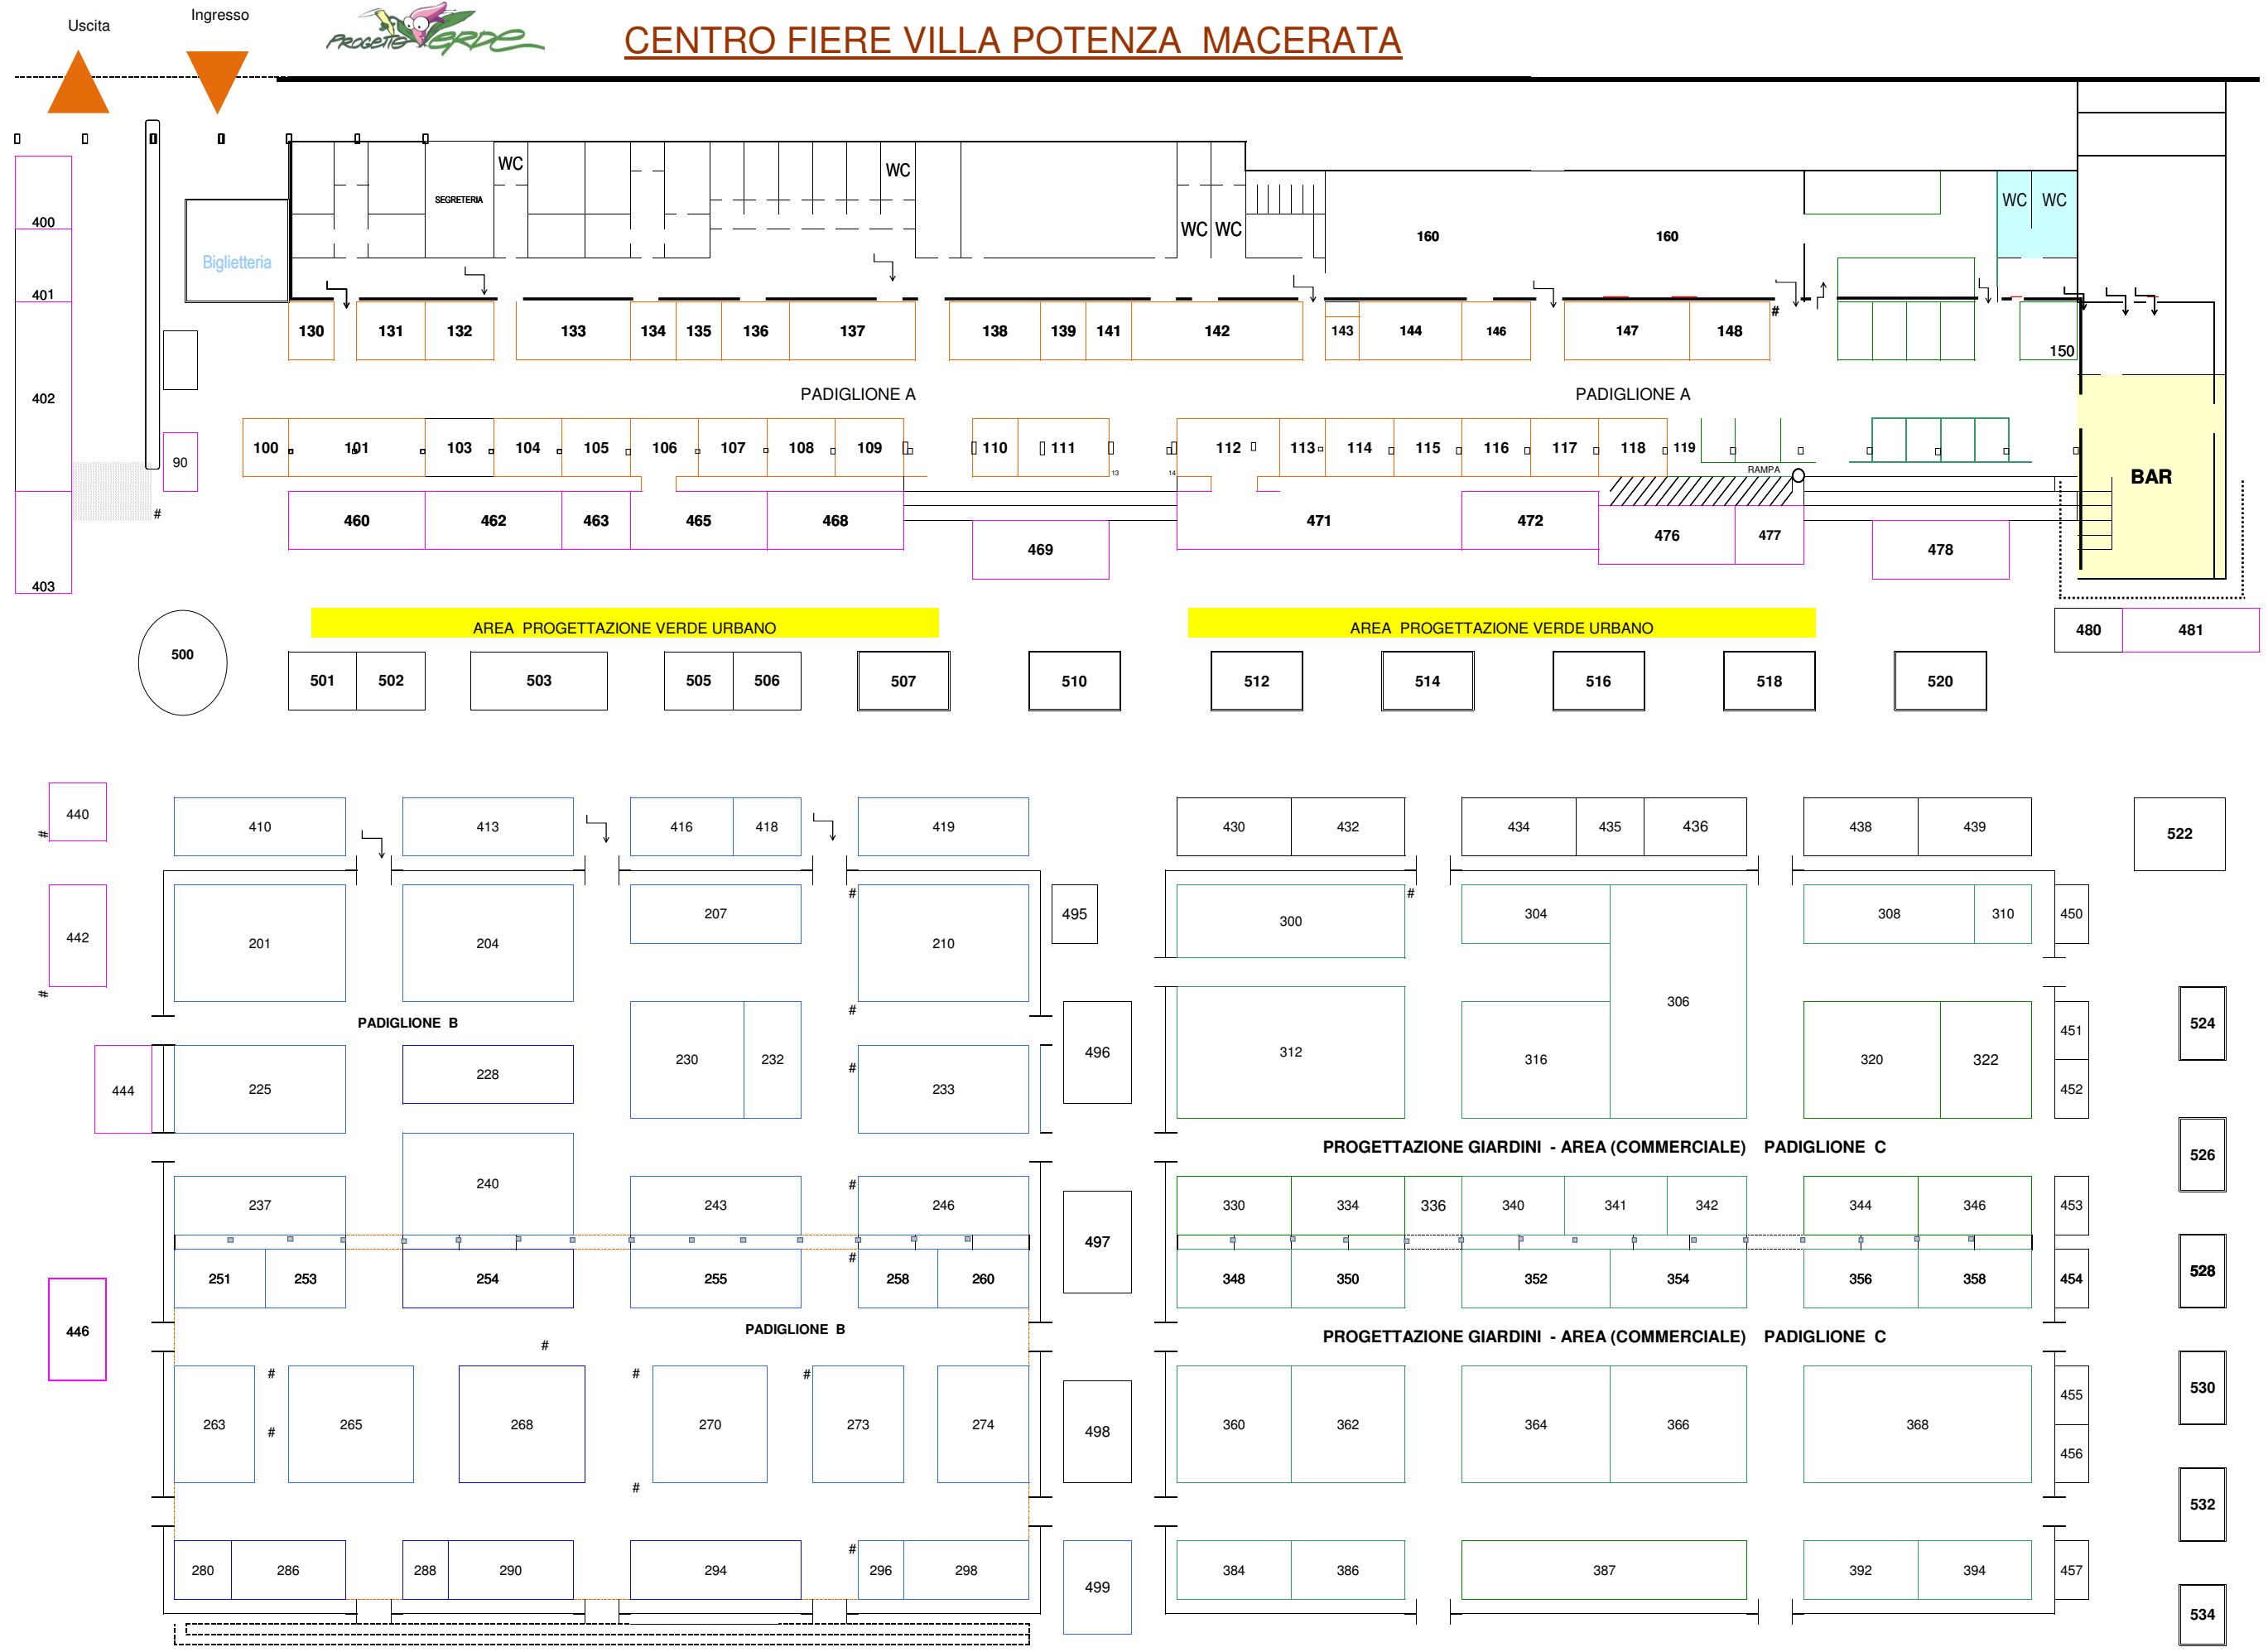 Uscita
Ingresso
PROGETTO VERDE
CENTRO FIERE VILLA POTENZA MACERATA
WC
WC
WC WC
SEGRETERIA
WC WC
Biglietteria
160 160
400
401
402
403
90
#
130 131 132 133 134 135 136 137 138 139 141 142 143 144 146 147 148 # 150
PADIGLIONE A PADIGLIONE A
100 101 103 104 105 106 107 108 109 110 111 112 113 114 115 116 117 118 119
13 14
RAMPA
BAR
460 462 463 465 468 469 471 472 476 477 478
480 481
AREA PROGETTAZIONE VERDE URBANO AREA PROGETTAZIONE VERDE URBANO
500 501 502 503 505 506 507 510 512 514 516 518 520
440 410 413 416 418 419 430 432 434 435 436 438 439 522
#
442 201 204 207 # 210 495 300 # 304 306 308 310 450
#
PADIGLIONE B
#
444 225 228 230 232 # 233 496 312 316 320 322 451 524
452
PROGETTAZIONE GIARDINI - AREA (COMMERCIALE) PADIGLIONE C
526
237 240 243 # 246 497 330 334 336 340 341 342 344 346 453
251 253 254 255 # 258 260 348 350 352 354 356 358 454 528
446
PADIGLIONE B
PROGETTAZIONE GIARDINI - AREA (COMMERCIALE) PADIGLIONE C
#
# # #
455 530
263 # 265 268 270 273 274 498 360 362 364 366 368
456
#
532
280 286 288 290 294 # 296 298 499 384 386 387 392 394 457
534